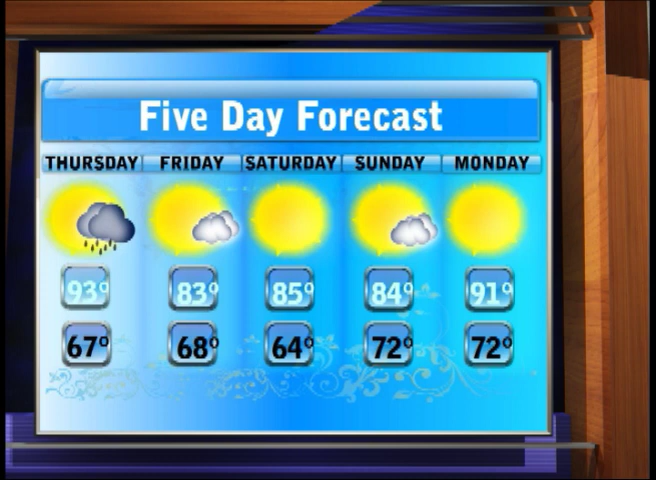 Five Day Forecast
THURSDAY FRIDAY SATURDAY SUNDAY MONDAY
93° 83° 85° 84° 91°
67° 68° 64° 72° 72°